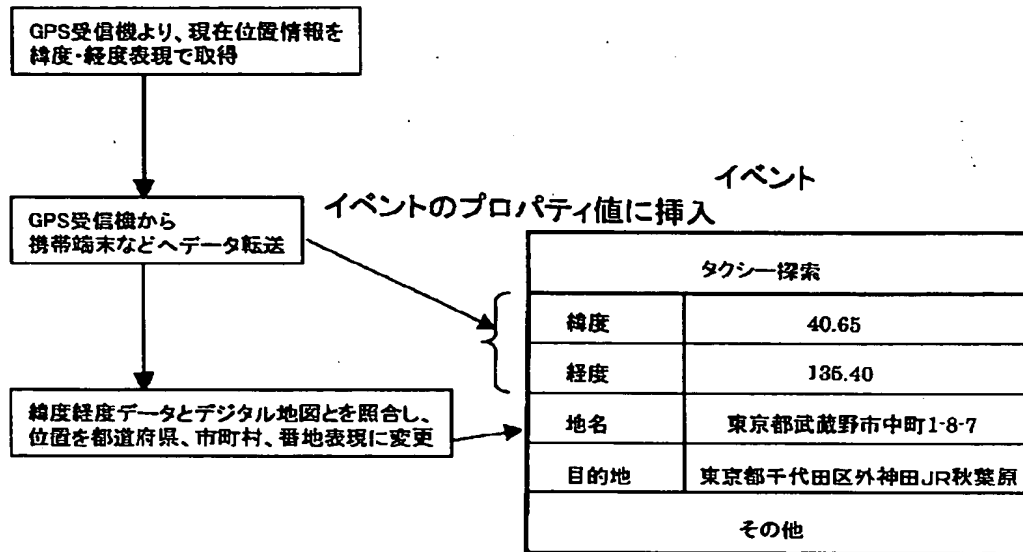 GPS受信機より、現在位置情報を
緯度・経度表現で取得
GPS受信機から
携帯端末などへデータ転送
緯度経度データとデジタル地図とを照合し、
位置を都道府県、市町村、番地表現に変更
イベント
イベントのプロパティ値に挿入
タクシー探索
緯度 40.65
経度 135.40
地名 東京都武蔵野市中町1-8-7
目的地 東京都千代田区外神田JR秋葉原
その他